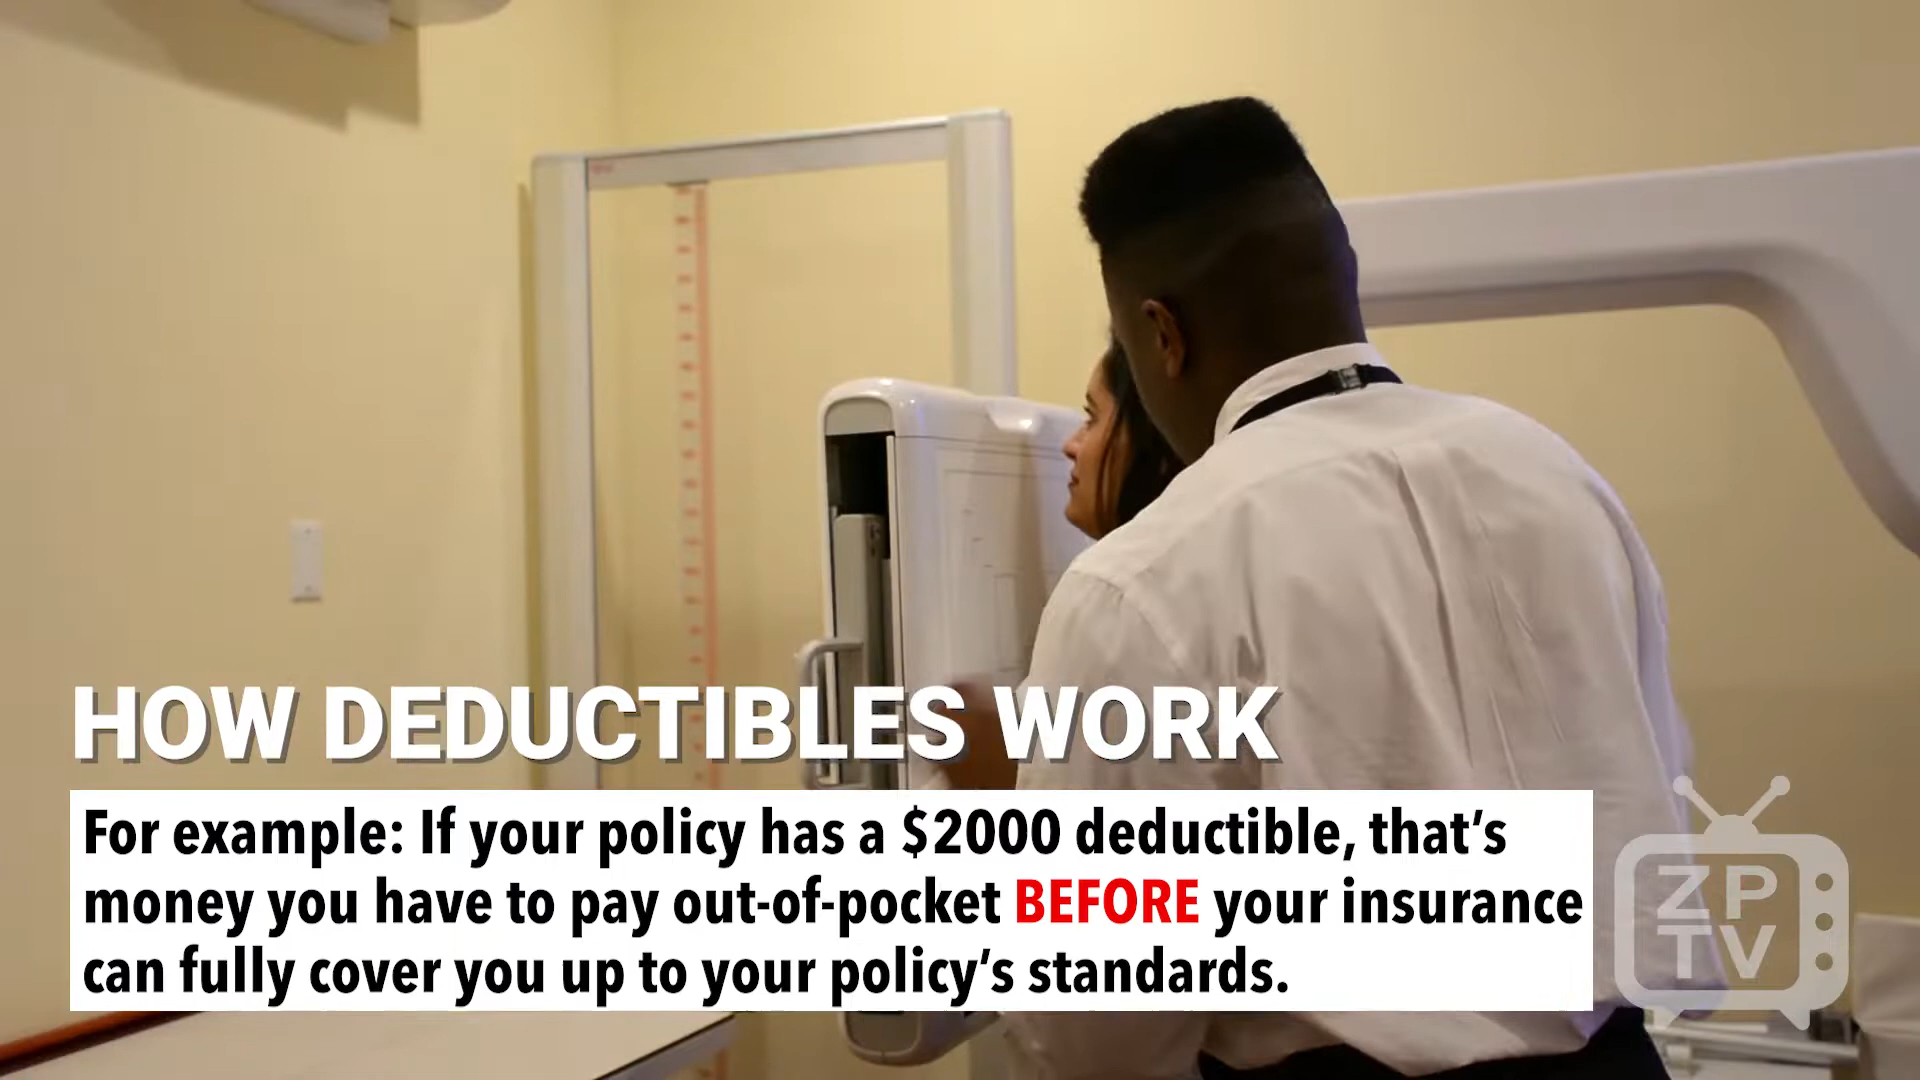 HOW DEDUCTIBLES WORK
For example: If your policy has a $2000 deductible, that's
money you have to pay out-of-pocket BEFORE your insurance
can fully cover you up to your policy's standards.
ZP
TV